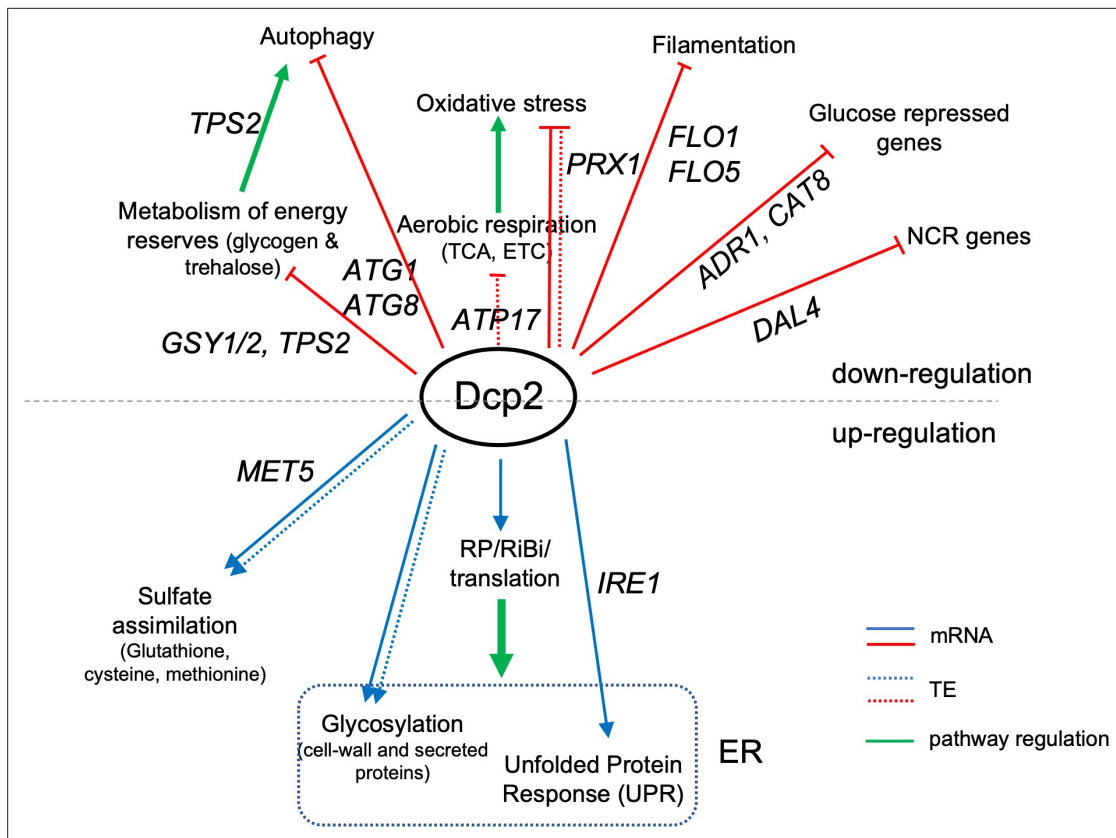 Autophagy
Filamentation
Oxidative stress
Glucose repressed
genes
TPS2
PRX1
FLO1
FLO5
Metabolism of energy
reserves (glycogen &
trehalose)
Aerobic respiration
(TCA, ETC)
ADR1, CAT8
NCR genes
ATG1
ATG8
GSY1/2, TPS2
ATP17
DAL4
Dcp2
down-regulation
up-regulation
MET5
RP/RiBi/
translation
IRE1
Sulfate
assimilation
(Glutathione,
cysteine, methionine)
mRNA
TE
pathway regulation
Glycosylation
(cell-wall and secreted
proteins)
Unfolded Protein
Response (UPR)
ER